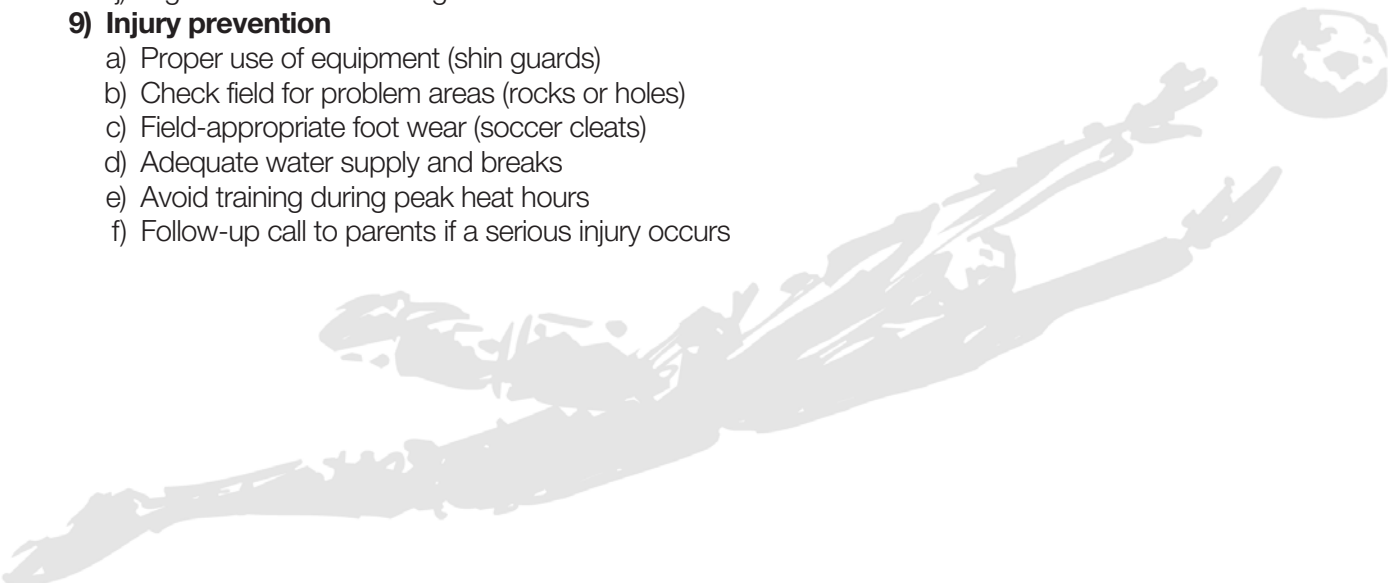 9) Injury prevention
a) Proper use of equipment (shin guards)
b) Check field for problem areas (rocks or holes)
c) Field-appropriate foot wear (soccer cleats)
d) Adequate water supply and breaks
e) Avoid training during peak heat hours
f) Follow-up call to parents if a serious injury occurs